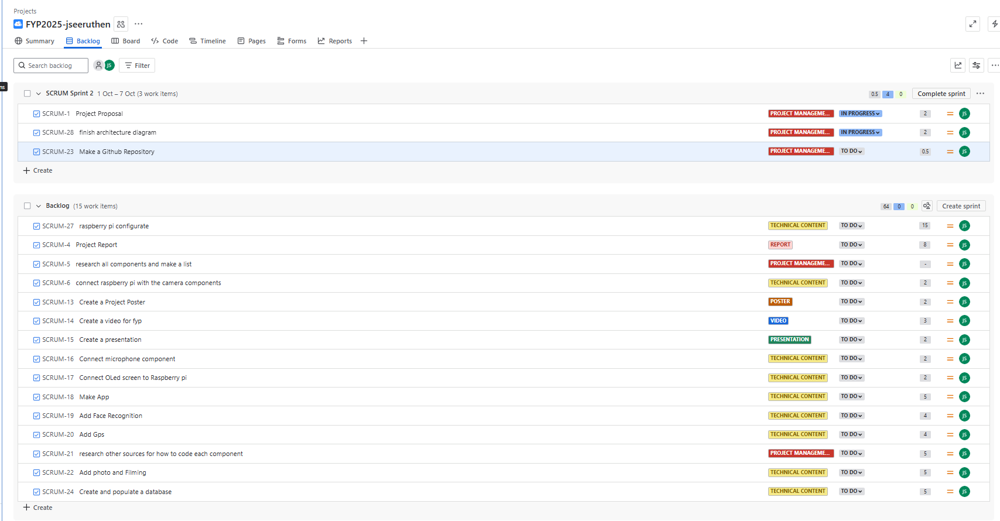 Projects
FYP2025-jseeruthen
Summary Backlog Board Code Timeline Pages Forms Reports
Search backlog JS Filter
ns
SCRUM Sprint 2 1 Oct – 7 Oct (3 work items) 0.5 4 0 Complete sprint
SCRUM-1 Project Proposal PROJECT MANAGEME... IN PROGRESS 2 JS
SCRUM-28 finish architecture diagram PROJECT MANAGEME... IN PROGRESS 2 JS
SCRUM-23 Make a Github Repository PROJECT MANAGEME... TO DO 0.5 JS
Create
Backlog (15 work items) 64 0 0 Create sprint
SCRUM-27 raspberry pi configurate TECHNICAL CONTENT TO DO 15 JS
SCRUM-4 Project Report REPORT TO DO 8 JS
SCRUM-5 research all components and make a list PROJECT MANAGEME... TO DO - JS
SCRUM-6 connect raspberry pi with the camera components TECHNICAL CONTENT TO DO 2 JS
SCRUM-13 Create a Project Poster POSTER TO DO 2 JS
SCRUM-14 Create a video for fyp VIDEO TO DO 3 JS
SCRUM-15 Create a presentation PRESENTATION TO DO 2 JS
SCRUM-16 Connect microphone component TECHNICAL CONTENT TO DO 2 JS
SCRUM-17 Connect OLed screen to Raspberry pi TECHNICAL CONTENT TO DO 2 JS
SCRUM-18 Make App TECHNICAL CONTENT TO DO 5 JS
SCRUM-19 Add Face Recognition TECHNICAL CONTENT TO DO 4 JS
SCRUM-20 Add Gps TECHNICAL CONTENT TO DO 4 JS
SCRUM-21 research other sources for how to code each component PROJECT MANAGEME... TO DO 5 JS
SCRUM-22 Add photo and Filming TECHNICAL CONTENT TO DO 5 JS
SCRUM-24 Create and populate a database TECHNICAL CONTENT TO DO 5 JS
Create